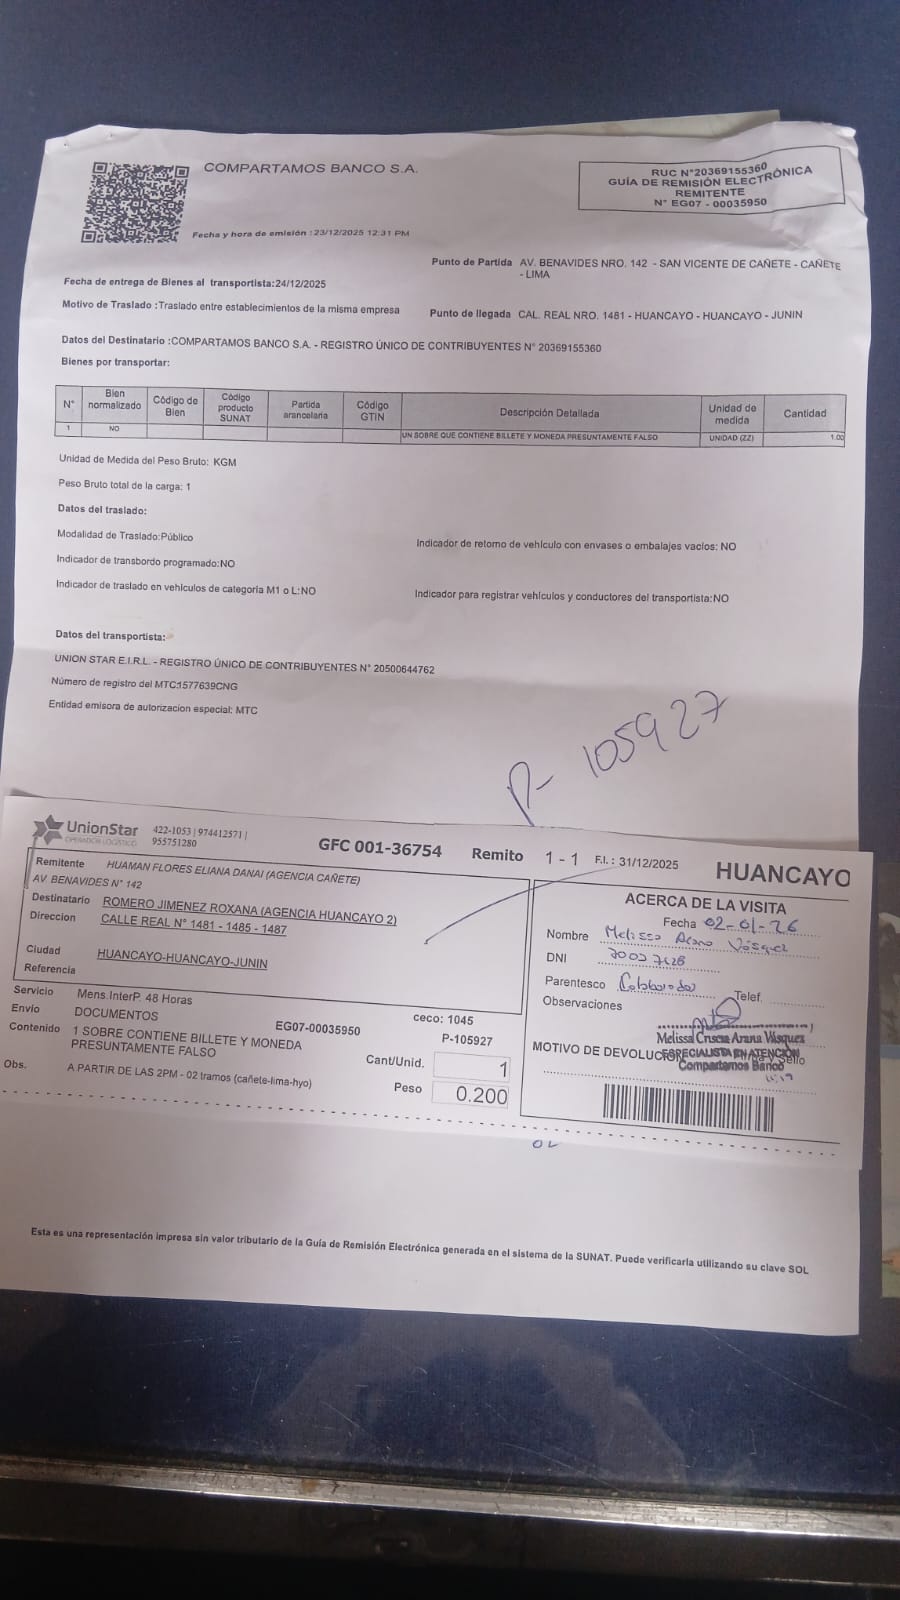 COMPARTAMOS BANCO S.A.
RUC N°20369155360
GUÍA DE REMISIÓN ELECTRÓNICA
REMITENTE
N° EG07 - 00035950
Fecha y hora de emisión : 23/12/2025 12:31 PM
Punto de Partida AV. BENAVIDES NRO. 142 - SAN VICENTE DE CAÑETE - CAÑETE
- LIMA
Fecha de entrega de Bienes al transportista:24/12/2025
Motivo de Traslado :Traslado entre establecimientos de la misma empresa
Punto de llegada CAL. REAL NRO. 1481 - HUANCAYO - HUANCAYO - JUNIN
Datos del Destinatario :COMPARTAMOS BANCO S.A. - REGISTRO ÚNICO DE CONTRIBUYENTES N° 20369155360
Bienes por transportar:
N° Bien normalizado Código de Bien Código producto SUNAT Partida arancelaria Código GTIN Descripción Detallada Unidad de medida Cantidad
1 NO UN SOBRE QUE CONTIENE BILLETE Y MONEDA PRESUNTAMENTE FALSO UNIDAD (ZZ) 1.00
Unidad de Medida del Peso Bruto: KGM
Peso Bruto total de la carga: 1
Datos del traslado:
Modalidad de Traslado:Público
Indicador de retorno de vehículo con envases o embalajes vacíos: NO
Indicador de transbordo programado:NO
Indicador de traslado en vehículos de categoría M1 o L:NO
Indicador para registrar vehículos y conductores del transportista:NO
Datos del transportista:
UNION STAR E.I.R.L. - REGISTRO ÚNICO DE CONTRIBUYENTES N° 20500644762
Número de registro del MTC:1577639CNG
Entidad emisora de autorizacion especial: MTC
P- 105927
UnionStar
OPERADOR LOGÍSTICO
422-1053 | 974412571 |
955751280
GFC 001-36754 Remito 1 - 1 F.I.: 31/12/2025 HUANCAYO
Remitente HUAMAN FLORES ELIANA DANAI (AGENCIA CAÑETE)
AV. BENAVIDES N° 142
Destinatario ROMERO JIMENEZ ROXANA (AGENCIA HUANCAYO 2)
Direccion CALLE REAL N° 1481 - 1485 - 1487
Ciudad HUANCAYO-HUANCAYO-JUNIN
Referencia
Servicio Mens.InterP. 48 Horas
Envio DOCUMENTOS EG07-00035950 ceco: 1045
Contenido 1 SOBRE CONTIENE BILLETE Y MONEDA
PRESUNTAMENTE FALSO
P-105927
Cant/Unid. 1
Obs. A PARTIR DE LAS 2PM - 02 tramos (cañete-lima-hyo)
Peso 0.200
ACERCA DE LA VISITA
Fecha 02-01-26
Nombre Melissa Arana Vásquez
DNI
Parentesco Colaborador Telef.
Observaciones
Melissa Arana Vásquez
ESPECIALISTA EN ATENCIÓN
Compartamos Banco
MOTIVO DE DEVOLUC Sello
Esta es una representación impresa sin valor tributario de la Guía de Remisión Electrónica generada en el sistema de la SUNAT. Puede verificarla utilizando su clave SOL